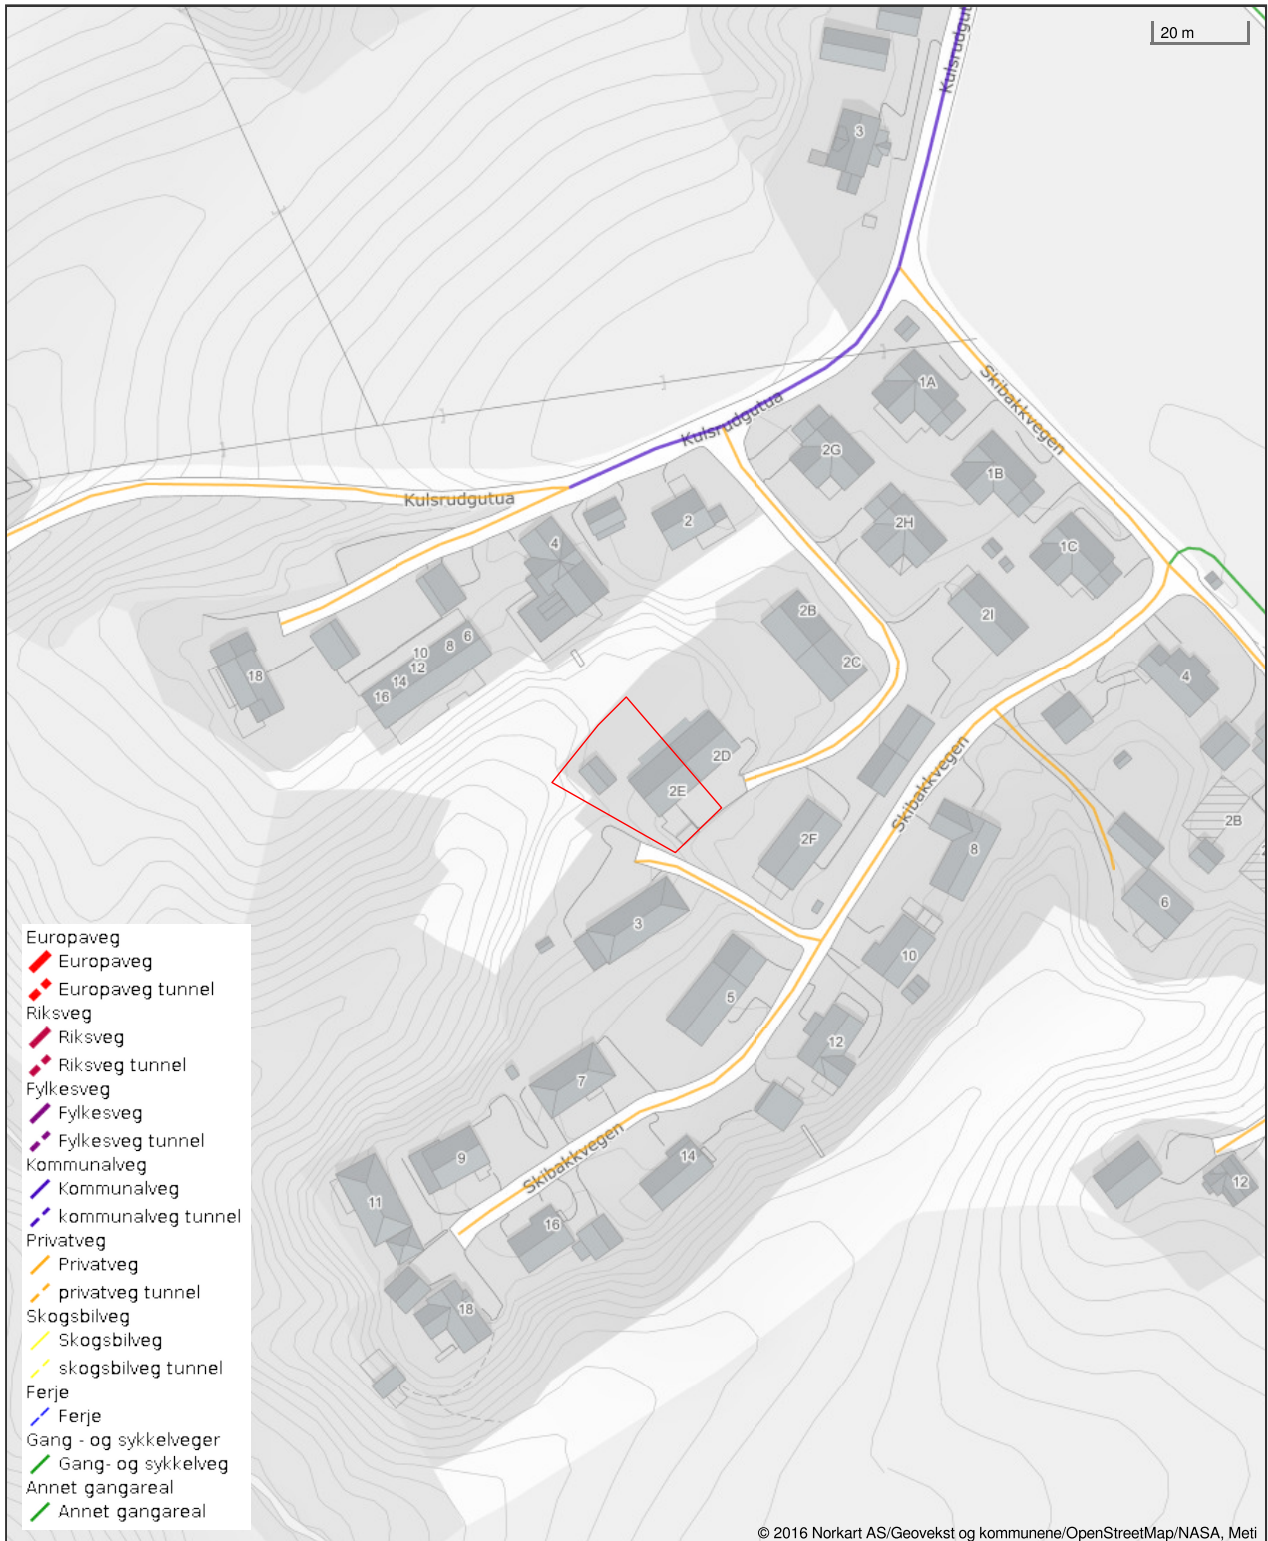 Kulsrudgut
20 m
3
1A
Skibakkvegen
Kulsrudgutua
2G
1B
Kulsrudgutua
2
2H
4
1C
2B
2I
6
8
10
12
14
16
18
2C
4
2D
2E
Skibakkvegen
2B
2F
8
6
3
10
5
12
7
14
9
Skibakkvegen
12
11
16
18
Europaveg
Europaveg
Europaveg tunnel
Riksveg
Riksveg
Riksveg tunnel
Fylkesveg
Fylkesveg
Fylkesveg tunnel
Kommunalveg
Kommunalveg
kommunalveg tunnel
Privatveg
Privatveg
privatveg tunnel
Skogsbilveg
Skogsbilveg
skogsbilveg tunnel
Ferje
Ferje
Gang - og sykkelveger
Gang- og sykkelveg
Annet gangareal
Annet gangareal
© 2016 Norkart AS/Geovekst og kommunene/OpenStreetMap/NASA, Meti